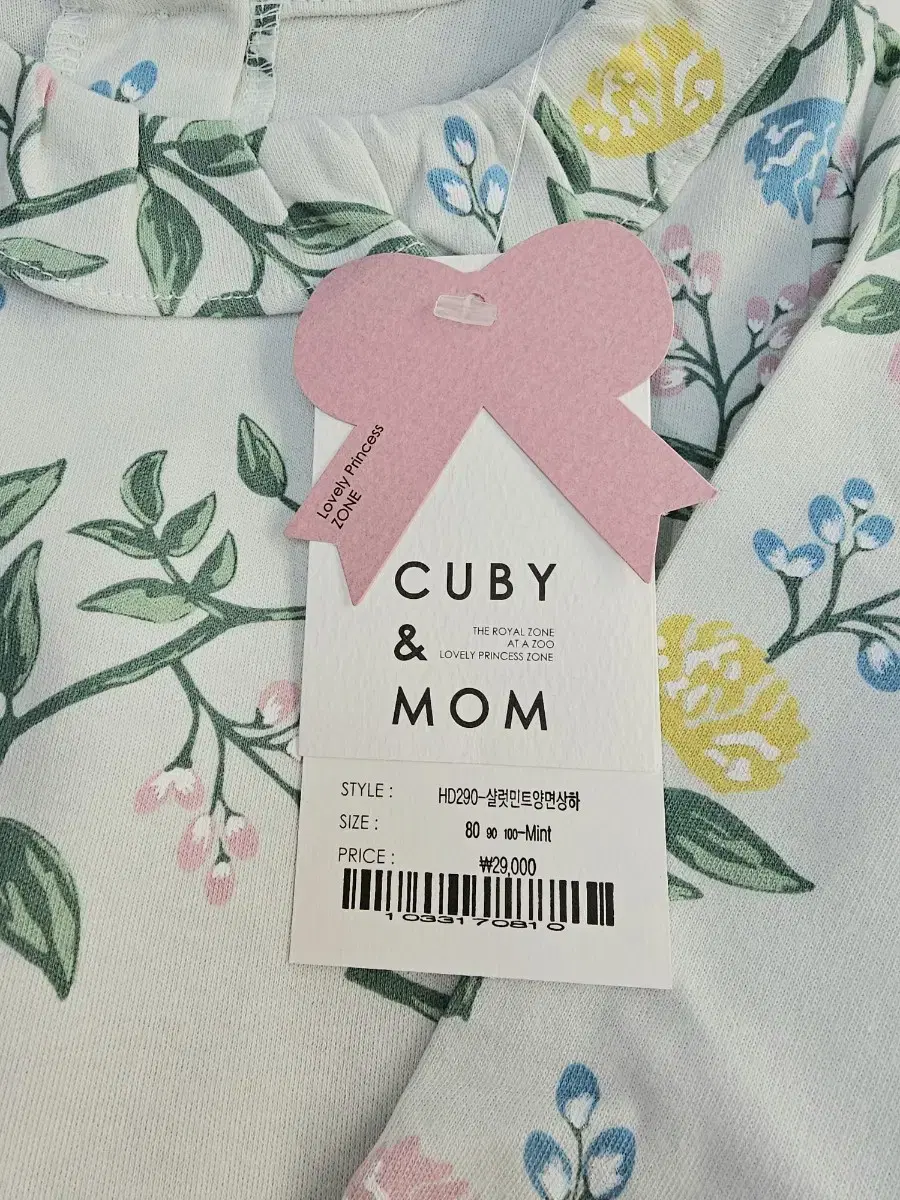 Lovely Princess
ZONE
CUBY
&
THE ROYAL ZONE
AT A ZOO
LOVELY PRINCESS ZONE
MOM
STYLE : HD290-샬럿민트양면상하
SIZE : 80 90 100-Mint
PRICE : ₩29,000
1033170810